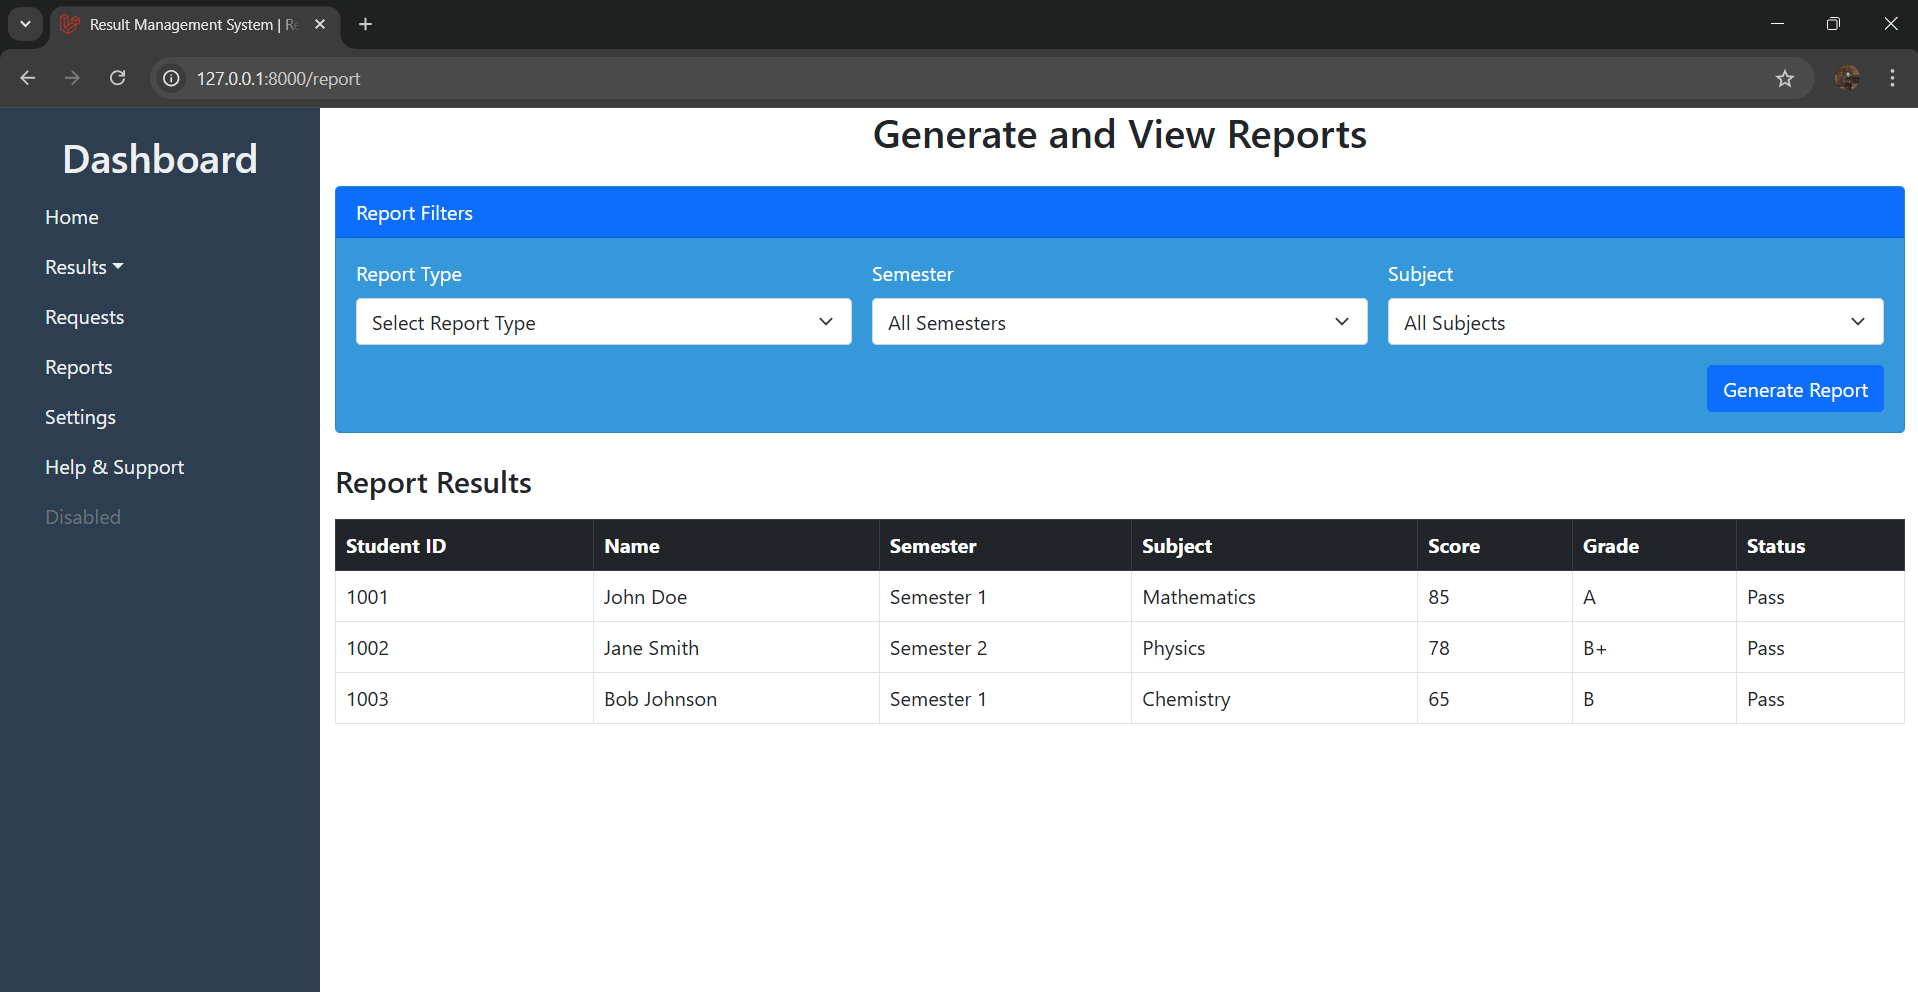 Result Management System | Re
127.0.0.1:8000/report
Dashboard
Home
Results
Requests
Reports
Settings
Help & Support
Disabled
Generate and View Reports
Report Filters
Report Type Semester Subject
Select Report Type All Semesters All Subjects
Generate Report
Report Results
Student ID Name Semester Subject Score Grade Status
1001 John Doe Semester 1 Mathematics 85 A Pass
1002 Jane Smith Semester 2 Physics 78 B+ Pass
1003 Bob Johnson Semester 1 Chemistry 65 B Pass